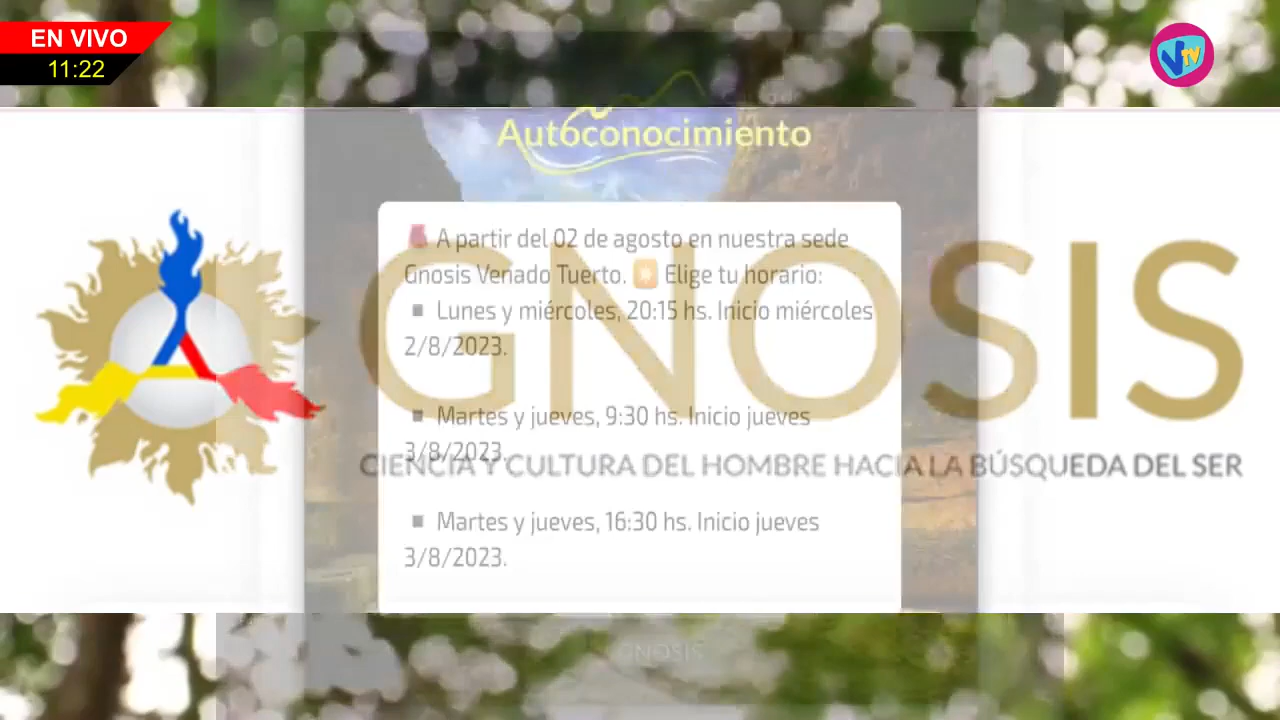 EN VIVO
11:22
VTV
Autoconocimiento
A partir del 02 de agosto en nuestra sede
Gnosis Venado Tuerto. Elige tu horario:
▪ Lunes y miércoles, 20:15 hs. Inicio miércoles
2/8/2023.
▪ Martes y jueves, 9:30 hs. Inicio jueves
3/8/2023.
▪ Martes y jueves, 16:30 hs. Inicio jueves
3/8/2023.
GNOSIS
CIENCIA Y CULTURA DEL HOMBRE HACIA LA BÚSQUEDA DEL SER
GNOSIS